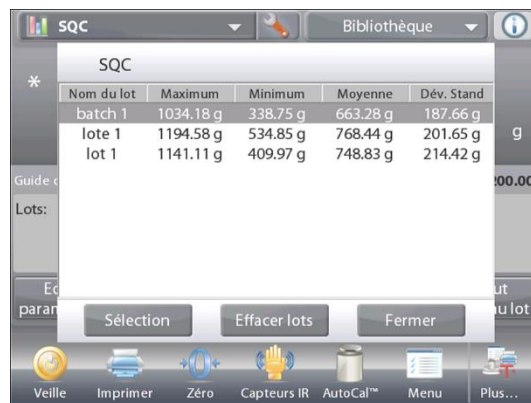 SQC Bibliothèque
SQC
*
Nom du lot Maximum Minimum Moyenne Dév. Stand
batch 1 1034.18 g 338.75 g 663.28 g 187.66 g
lote 1 1194.58 g 534.85 g 768.44 g 201.65 g
lot 1 1141.11 g 409.97 g 748.83 g 214.42 g
g
Guide
Lots:
Sélection Effacer lots Fermer
Veille Imprimer Zéro Capteurs IR AutoCal™ Menu Plus...